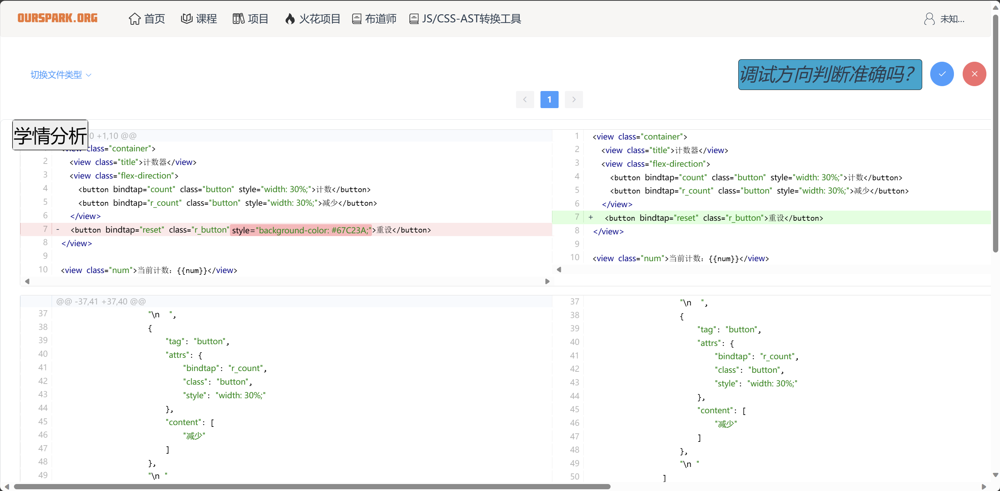 OURSPARK.ORG 首页 课程 项目 火花项目 布道师 JS/CSS-AST转换工具 未知...
切换文件类型
调试方向判断准确吗?
1
学情分析
0 +1,10 @@
class="container">
2 <view class="title">计数器</view>
3 <view class="flex-direction">
4 <button bindtap="count" class="button" style="width: 30%;">计数</button>
5 <button bindtap="r_count" class="button" style="width: 30%;">减少</button>
6 </view>
7 - <button bindtap="reset" class="r_button" style="background-color: #67C23A;">重设</button>
8 </view>
9
10 <view class="num">当前计数: {{num}}</view>
1 <view class="container">
2 <view class="title">计数器</view>
3 <view class="flex-direction">
4 <button bindtap="count" class="button" style="width: 30%;">计数</button>
5 <button bindtap="r_count" class="button" style="width: 30%;">减少</button>
6 </view>
7 + <button bindtap="reset" class="r_button">重设</button>
8 </view>
9
10 <view class="num">当前计数: {{num}}</view>
@@ -37,41 +37,40 @@
37 "\n ",
38 {
39 "tag": "button",
40 "attrs": {
41 "bindtap": "r_count",
42 "class": "button",
43 "style": "width: 30%;"
44 },
45 "content": [
46 "减少"
47 ]
48 },
49 "\n "
37 "\n ",
38 {
39 "tag": "button",
40 "attrs": {
41 "bindtap": "r_count",
42 "class": "button",
43 "style": "width: 30%;"
44 },
45 "content": [
46 "减少"
47 ]
48 },
49 "\n "
50 ]